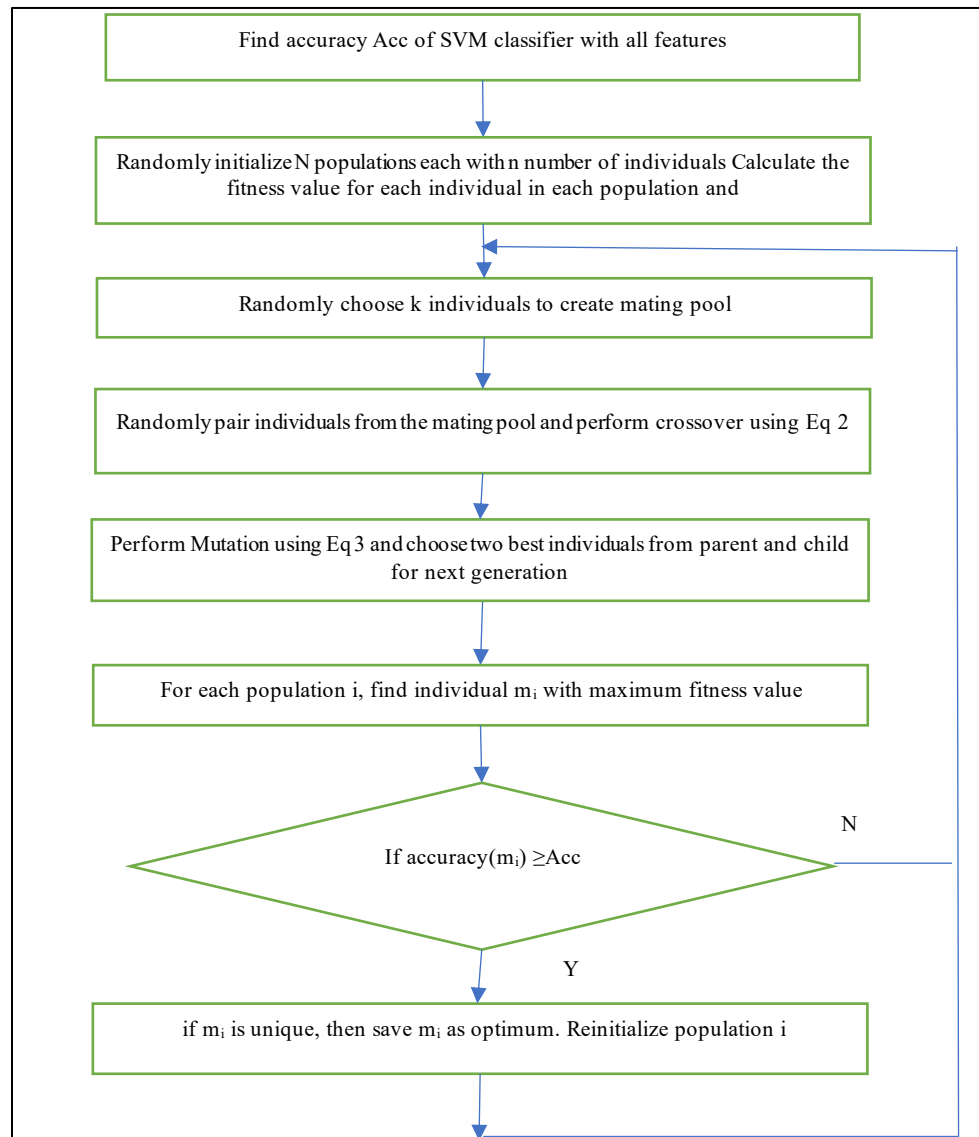 Find accuracy Acc of SVM classifier with all features
Randomly initialize N populations each with n number of individuals Calculate the
fitness value for each individual in each population and
Randomly choose k individuals to create mating pool
Randomly pair individuals from the mating pool and perform crossover using Eq 2
Perform Mutation using Eq 3 and choose two best individuals from parent and child
for next generation
For each population i, find individual mᵢ with maximum fitness value
N
If accuracy(mᵢ) ≥Acc
Y
if mᵢ is unique, then save mᵢ as optimum. Reinitialize population i